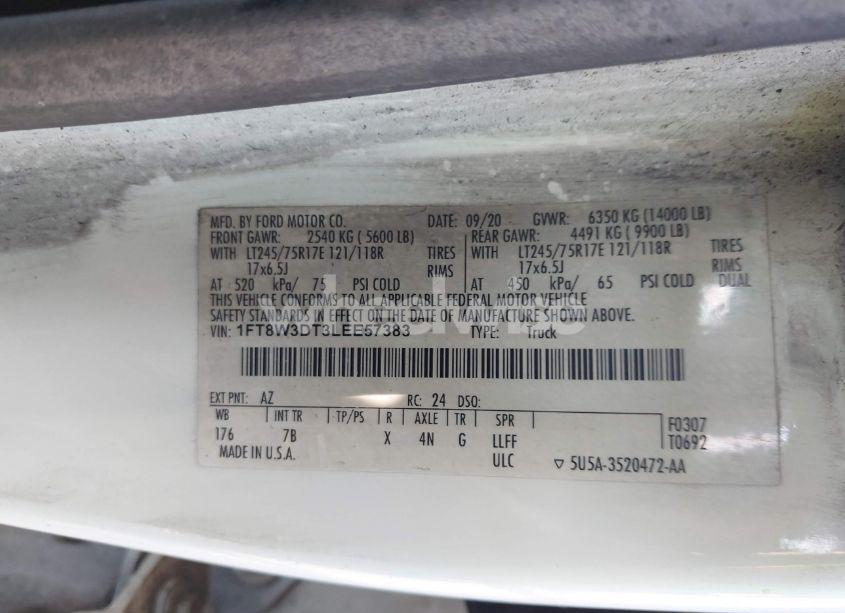 MFD. BY FORD MOTOR CO. DATE: 09/20 GVWR: 6350 KG (14000 LB)
FRONT GAWR: 2540 KG ( 5600 LB) REAR GAWR: 4491 KG ( 9900 LB)
WITH LT245/75R17E 121/118R TIRES WITH LT245/75R17E 121/118R TIRES
17x6.5J RIMS 17x6.5J RIMS
AT 520 kPa/ 75 PSI COLD AT 450 kPa/ 65 PSI COLD DUAL
THIS VEHICLE CONFORMS TO ALL APPLICABLE FEDERAL MOTOR VEHICLE
SAFETY STANDARDS IN EFFECT ON THE DATE OF MANUFACTURE SHOWN ABOVE.
VIN: 1FT8W3DT3LEE57383 TYPE: Truck
EXT PNT: AZ RC: 24 DSO:
WB INT TR TP/PS R AXLE TR SPR
176 7B X 4N G LLFF
ULC
F0307
T0692
MADE IN U.S.A.
▽ 5U5A-3520472-AA